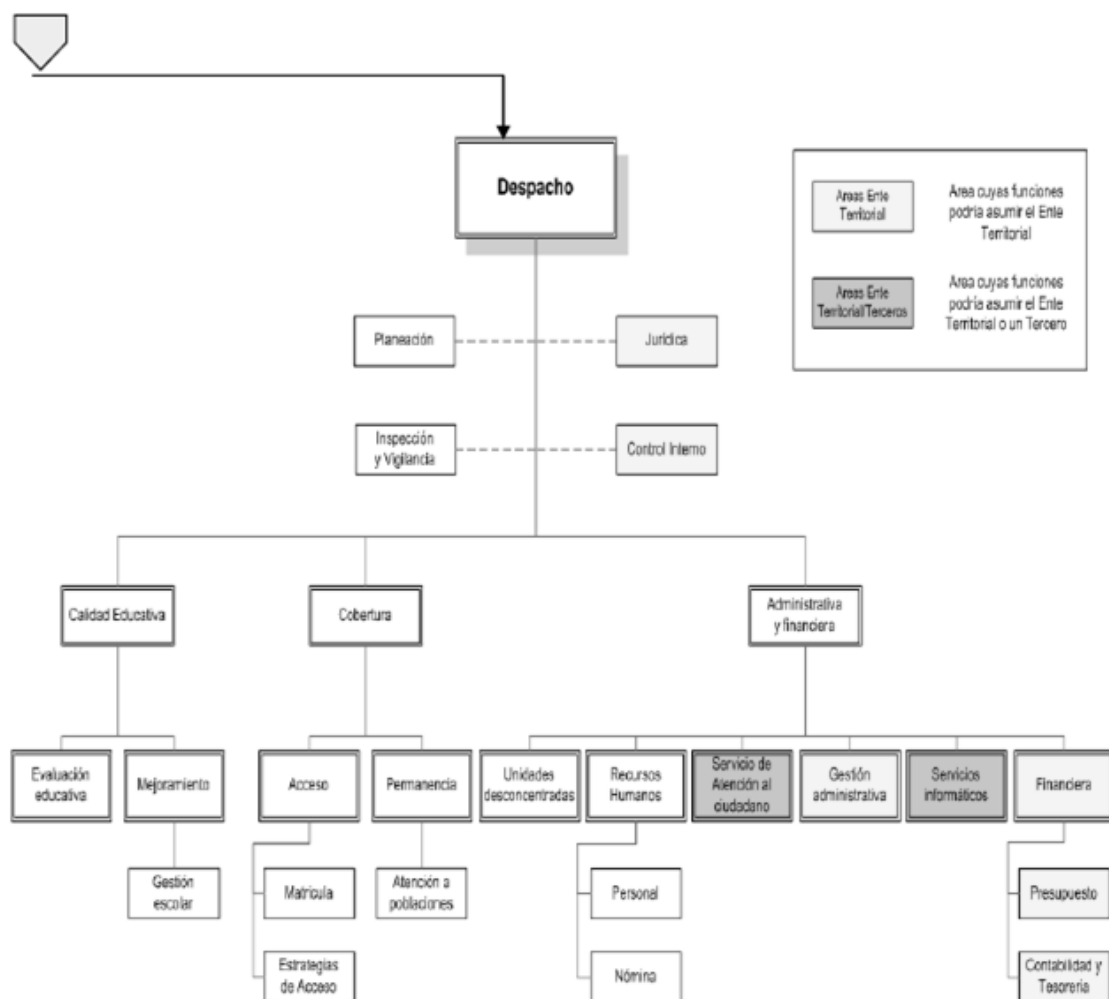 Despacho
Areas Ente
Territorial
Area cuyas funciones
podría asumir el Ente
Territorial
Areas Ente
Territorial/Terceros
Area cuyas funciones
podría asumir el Ente
Territorial o un Tercero
Planeación
Jurídica
Inspección
y Vigilancia
Control Interno
Calidad Educativa
Cobertura
Administrativa
y financiera
Evaluación
educativa
Mejoramiento
Acceso
Permanencia
Unidades
desconcentradas
Recursos
Humanos
Servicio de
Atención al
ciudadano
Gestión
administrativa
Servicios
informáticos
Financiera
Gestión
escolar
Matrícula
Atención a
poblaciones
Personal
Presupuesto
Estrategias
de Acceso
Nómina
Contabilidad y
Tesorería